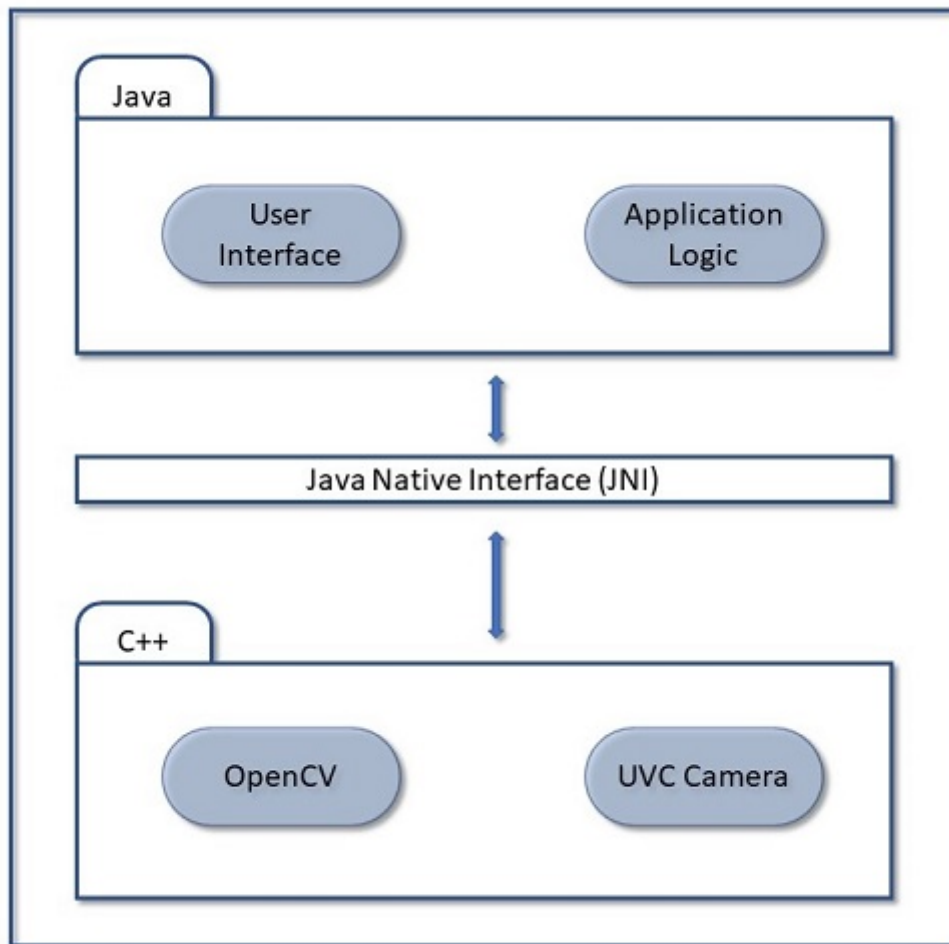 Java
User
Interface
Application
Logic
Java Native Interface (JNI)
C++
OpenCV
UVC Camera